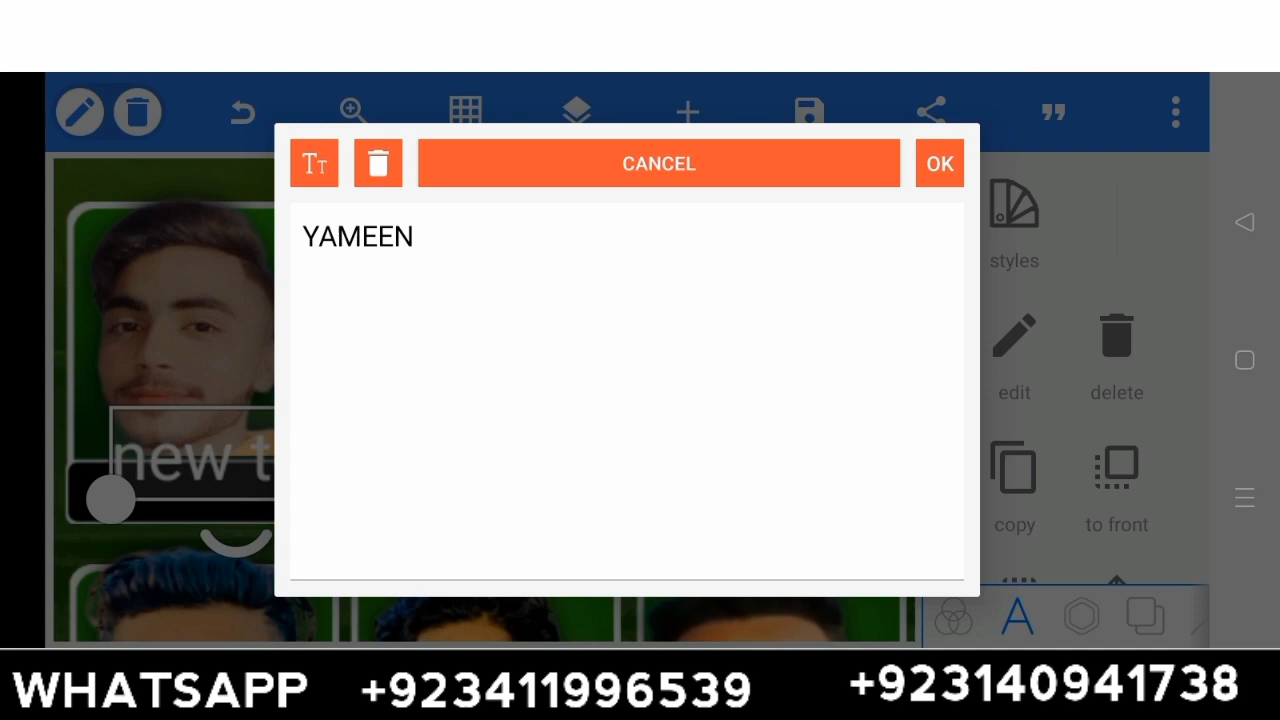 CANCEL
OK
YAMEEN
styles
edit
delete
new t
copy
to front
WHATSAPP +923411996539 +923140941738